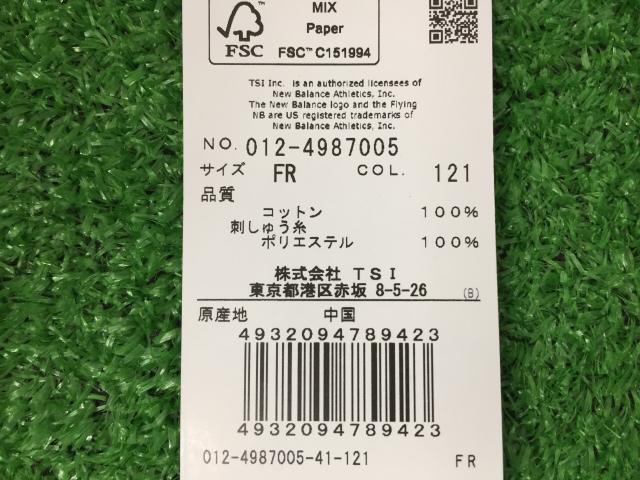 MIX
Paper
FSC
FSC™ C151994
TSI Inc. is an authorized licensees of
New Balance Athletics, Inc.
The New Balance logo and the Flying
NB are US registered trademarks of
New Balance Athletics, Inc.
NO. 012-4987005
サイズ FR COL. 121
品質
コットン 100%
刺しゅう糸
ポリエステル 100%
株式会社 TSI
東京都港区赤坂 8-5-26 (B)
原産地 中国
4932094789423
4932094789423
012-4987005-41-121 FR